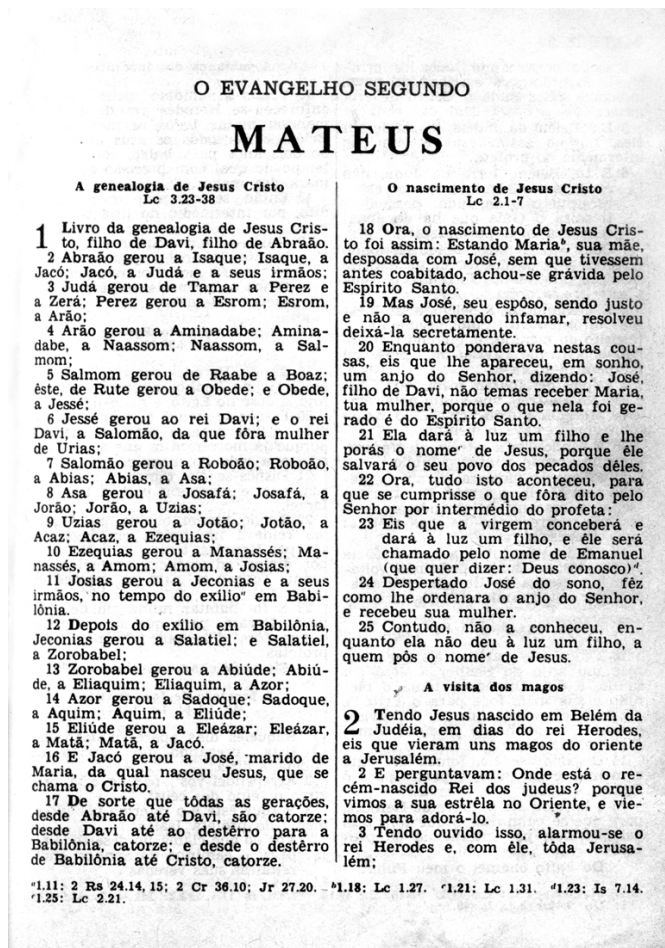 O EVANGELHO SEGUNDO
MATEUS
A genealogia de Jesus Cristo
Lc 3.23-38
1 Livro da genealogia de Jesus Cris-
to, filho de Davi, filho de Abraão.
2 Abraão gerou a Isaque; Isaque, a
Jacó; Jacó, a Judá e a seus irmãos;
3 Judá gerou de Tamar a Perez e
a Zerá; Perez gerou a Esrom; Esrom,
a Arão;
4 Arão gerou a Aminadabe; Amina-
dabe, a Naassom; Naassom, a Sal-
mom;
5 Salmom gerou de Raabe a Boaz;
êste, de Rute gerou a Obede; e Obede,
a Jessé;
6 Jessé gerou ao rei Davi; e o rei
Davi, a Salomão, da que fôra mulher
de Urias;
7 Salomão gerou a Roboão; Roboão,
a Abias; Abias, a Asa;
8 Asa gerou a Josafá; Josafá, a
Jorão; Jorão, a Uzias;
9 Uzias gerou a Jotão; Jotão, a
Acaz; Acaz, a Ezequias;
10 Ezequias gerou a Manassés; Ma-
nassés, a Amom; Amom, a Josias;
11 Josias gerou a Jeconias e a seus
irmãos, no tempo do exílioª em Babi-
lônia.
12 Depois do exílio em Babilônia,
Jeconias gerou a Salatiel; e Salatiel,
a Zorobabel;
13 Zorobabel gerou a Abiúde; Abiú-
de, a Eliaquim; Eliaquim, a Azor;
14 Azor gerou a Sadoque; Sadoque,
a Aquim; Aquim, a Eliúde;
15 Eliúde gerou a Eleázar; Eleázar,
a Matã; Matã, a Jacó.
16 E Jacó gerou a José, marido de
Maria, da qual nasceu Jesus, que se
chama o Cristo.
17 De sorte que tôdas as gerações,
desde Abraão até Davi, são catorze;
desde Davi até ao destêrro para a
Babilônia, catorze; e desde o destêrro
de Babilônia até Cristo, catorze.
O nascimento de Jesus Cristo
Lc 2.1-7
18 Ora, o nascimento de Jesus Cris-
to foi assim: Estando Mariaᵇ, sua mãe,
desposada com José, sem que tivessem
antes coabitado, achou-se grávida pelo
Espírito Santo.
19 Mas José, seu espôso, sendo justo
e não a querendo infamar, resolveu
deixá-la secretamente.
20 Enquanto ponderava nestas cou-
sas, eis que lhe apareceu, em sonho,
um anjo do Senhor, dizendo: José,
filho de Davi, não temas receber Maria,
tua mulher, porque o que nela foi ge-
rado é do Espírito Santo.
21 Ela dará à luz um filho e lhe
porás o nomeᶜ de Jesus, porque êle
salvará o seu povo dos pecados dêles.
22 Ora, tudo isto aconteceu, para
que se cumprisse o que fôra dito pelo
Senhor por intermédio do profeta:
23 Eis que a virgem conceberá e
dará à luz um filho, e êle será
chamado pelo nome de Emanuel
(que quer dizer: Deus conosco)ᵈ.
24 Despertado José do sono, fêz
como lhe ordenara o anjo do Senhor,
e recebeu sua mulher.
25 Contudo, não a conheceu, en-
quanto ela não deu à luz um filho, a
quem pôs o nomeᵉ de Jesus.
A visita dos magos
2 Tendo Jesus nascido em Belém da
Judéia, em dias do rei Herodes,
eis que vieram uns magos do oriente
a Jerusalém.
2 E perguntavam: Onde está o re-
cém-nascido Rei dos judeus? porque
vimos a sua estrêla no Oriente, e vie-
mos para adorá-lo.
3 Tendo ouvido isso, alarmou-se o
rei Herodes e, com êle, tôda Jerusa-
lém;
ª1.11: 2 Rs 24.14, 15; 2 Cr 36.10; Jr 27.20. – ᵇ1.18: Lc 1.27. ᶜ1.21: Lc 1.31. ᵈ1.23: Is 7.14.
ᵉ1.25: Lc 2.21.